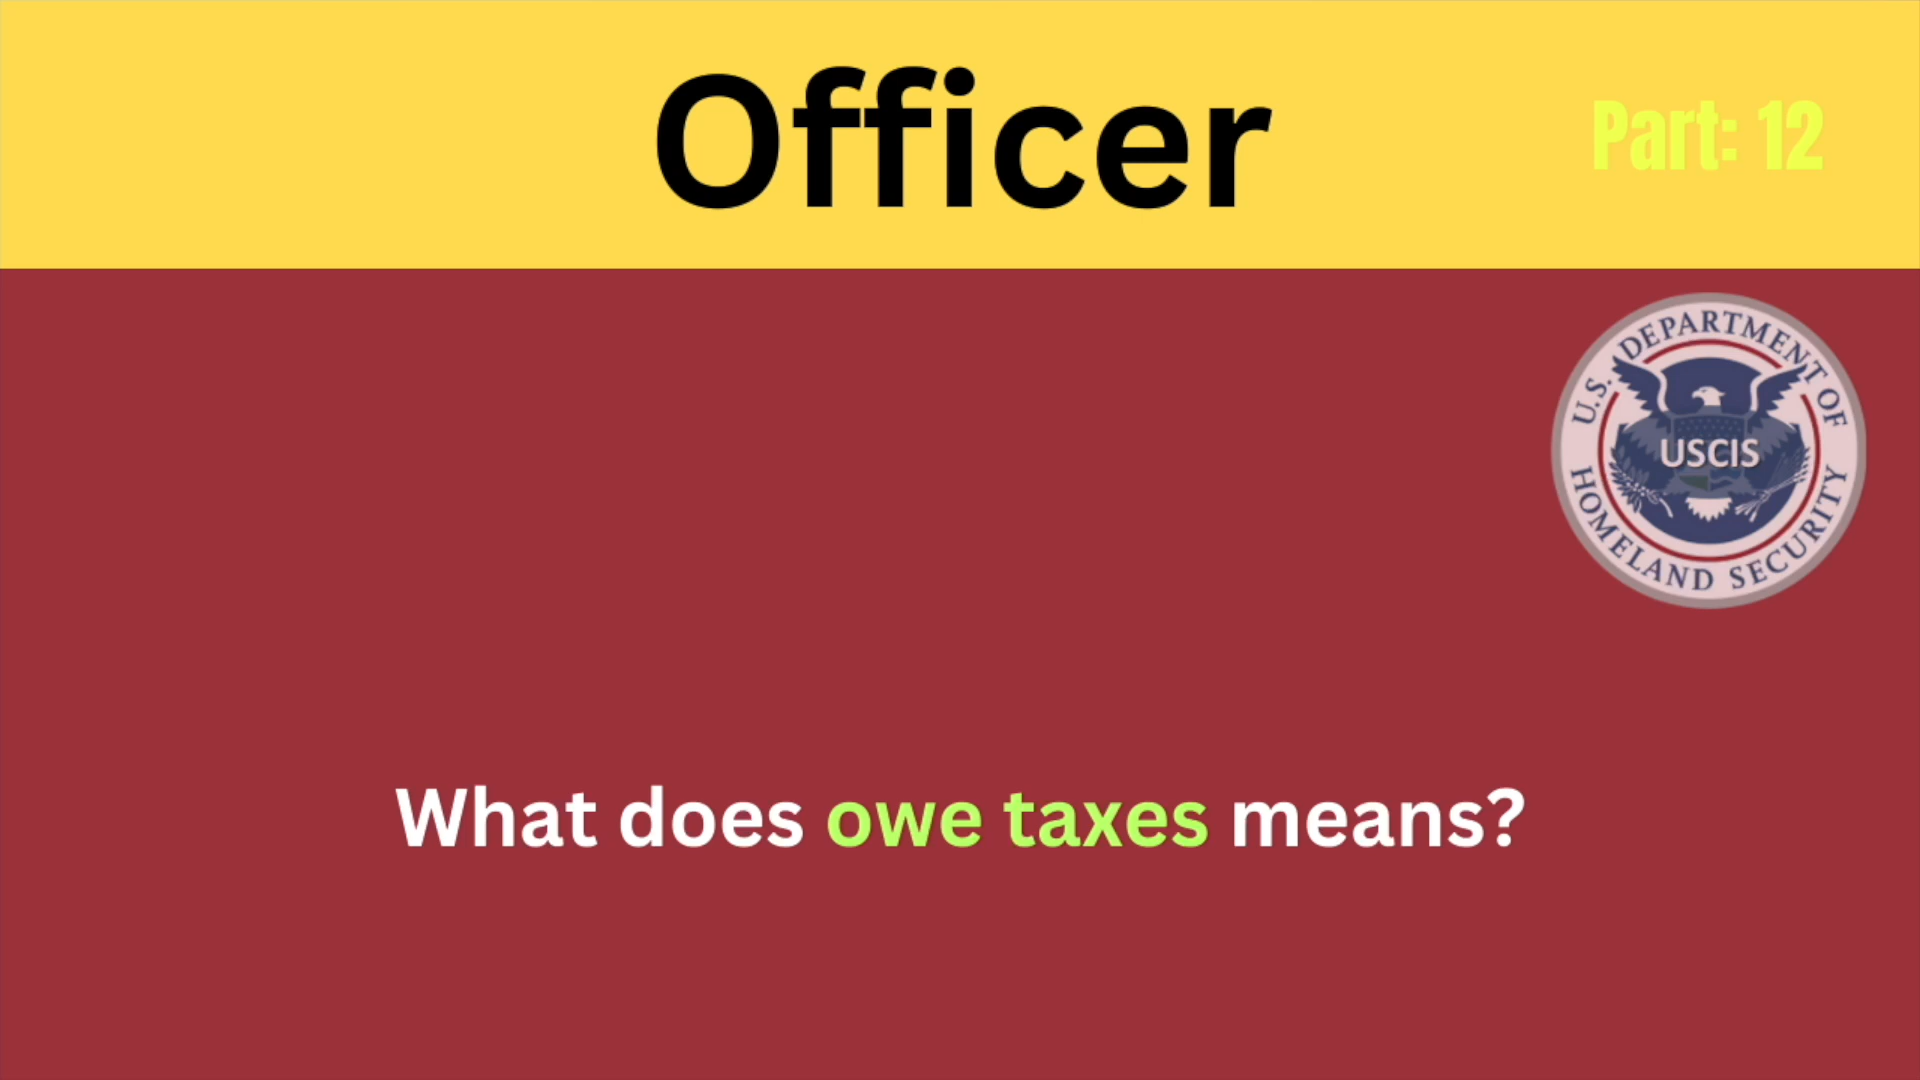 Officer
Part: 12
U.S. DEPARTMENT OF
USCIS
HOMELAND SECURITY
What does owe taxes means?